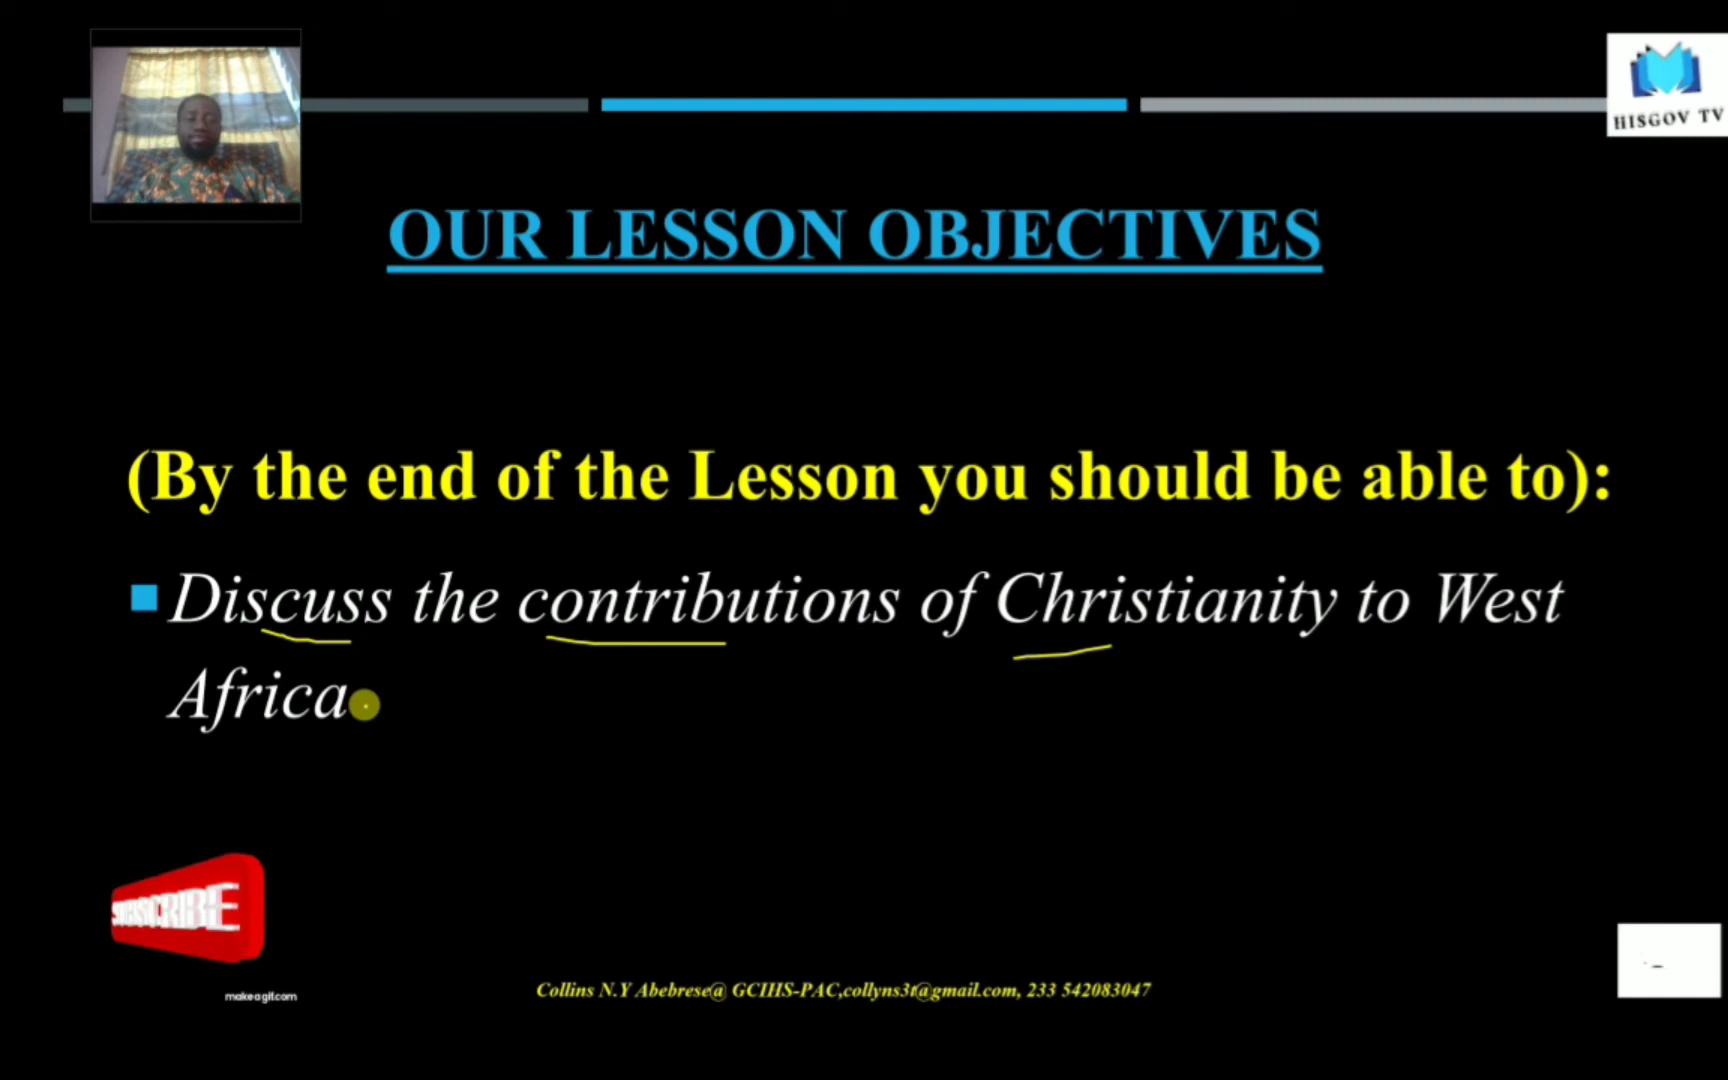 HISGOV TV
OUR LESSON OBJECTIVES
(By the end of the Lesson you should be able to):
Discuss the contributions of Christianity to West
Africa
SUBSCRIBE
makeagif.com
Collins N.Y Abebrese@ GCIHS-PAC,collyns3t@gmail.com, 233 542083047